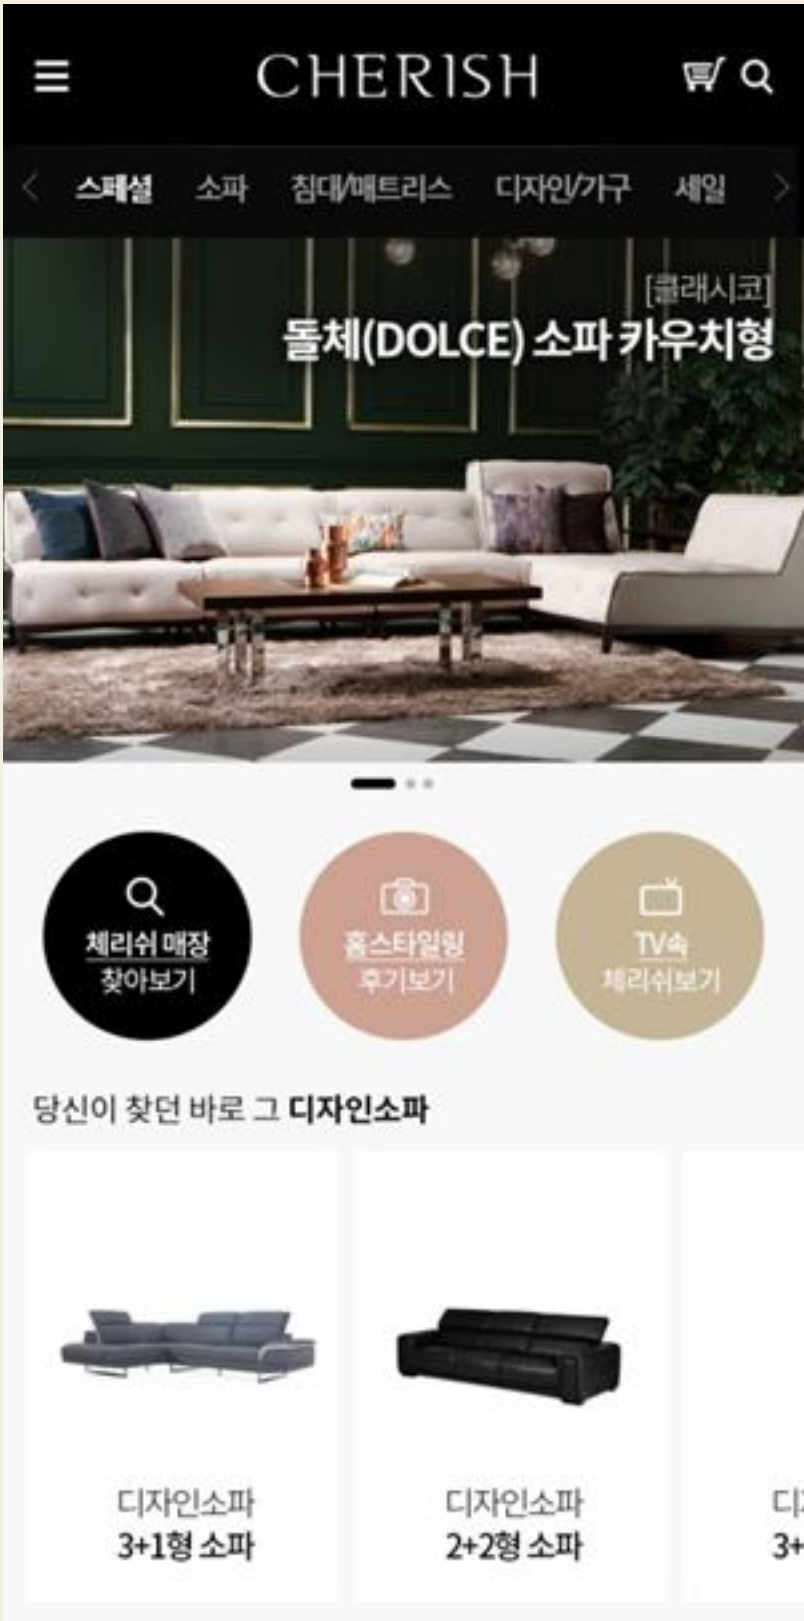 CHERISH
스페셜 소파 침대/매트리스 디자인/가구 세일
[클래시코]
돌체(DOLCE) 소파 카우치형
체리쉬 매장
찾아보기
홈스타일링
후기보기
TV속
체리쉬보기
당신이 찾던 바로 그 디자인소파
디자인소파
3+1형 소파
디자인소파
2+2형 소파
3+